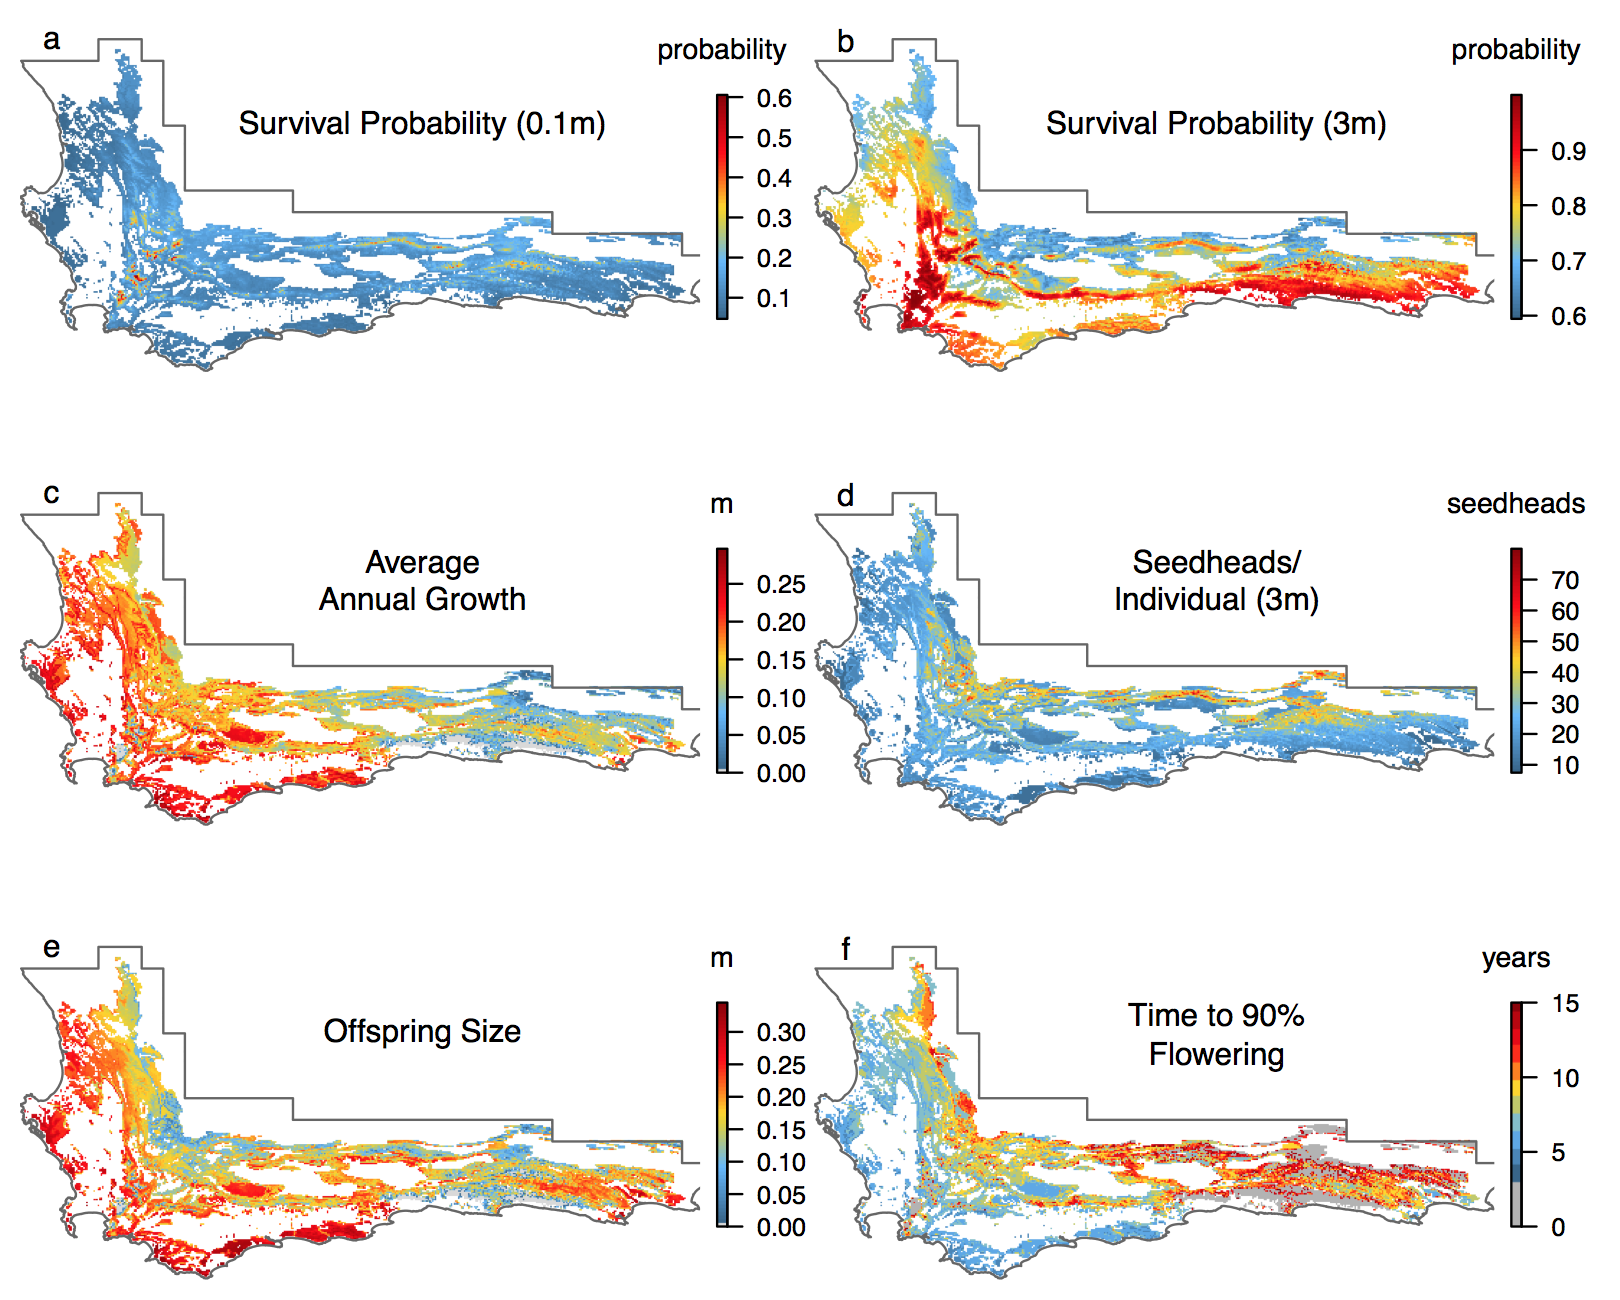 a
probability
Survival Probability (0.1m)
0.6
0.5
0.4
0.3
0.2
0.1
b
probability
Survival Probability (3m)
0.9
0.8
0.7
0.6
c
m
Average
Annual Growth
0.25
0.20
0.15
0.10
0.05
0.00
d
seedheads
Seedheads/
Individual (3m)
70
60
50
40
30
20
10
e
m
Offspring Size
0.30
0.25
0.20
0.15
0.10
0.05
0.00
f
years
Time to 90%
Flowering
15
10
5
0